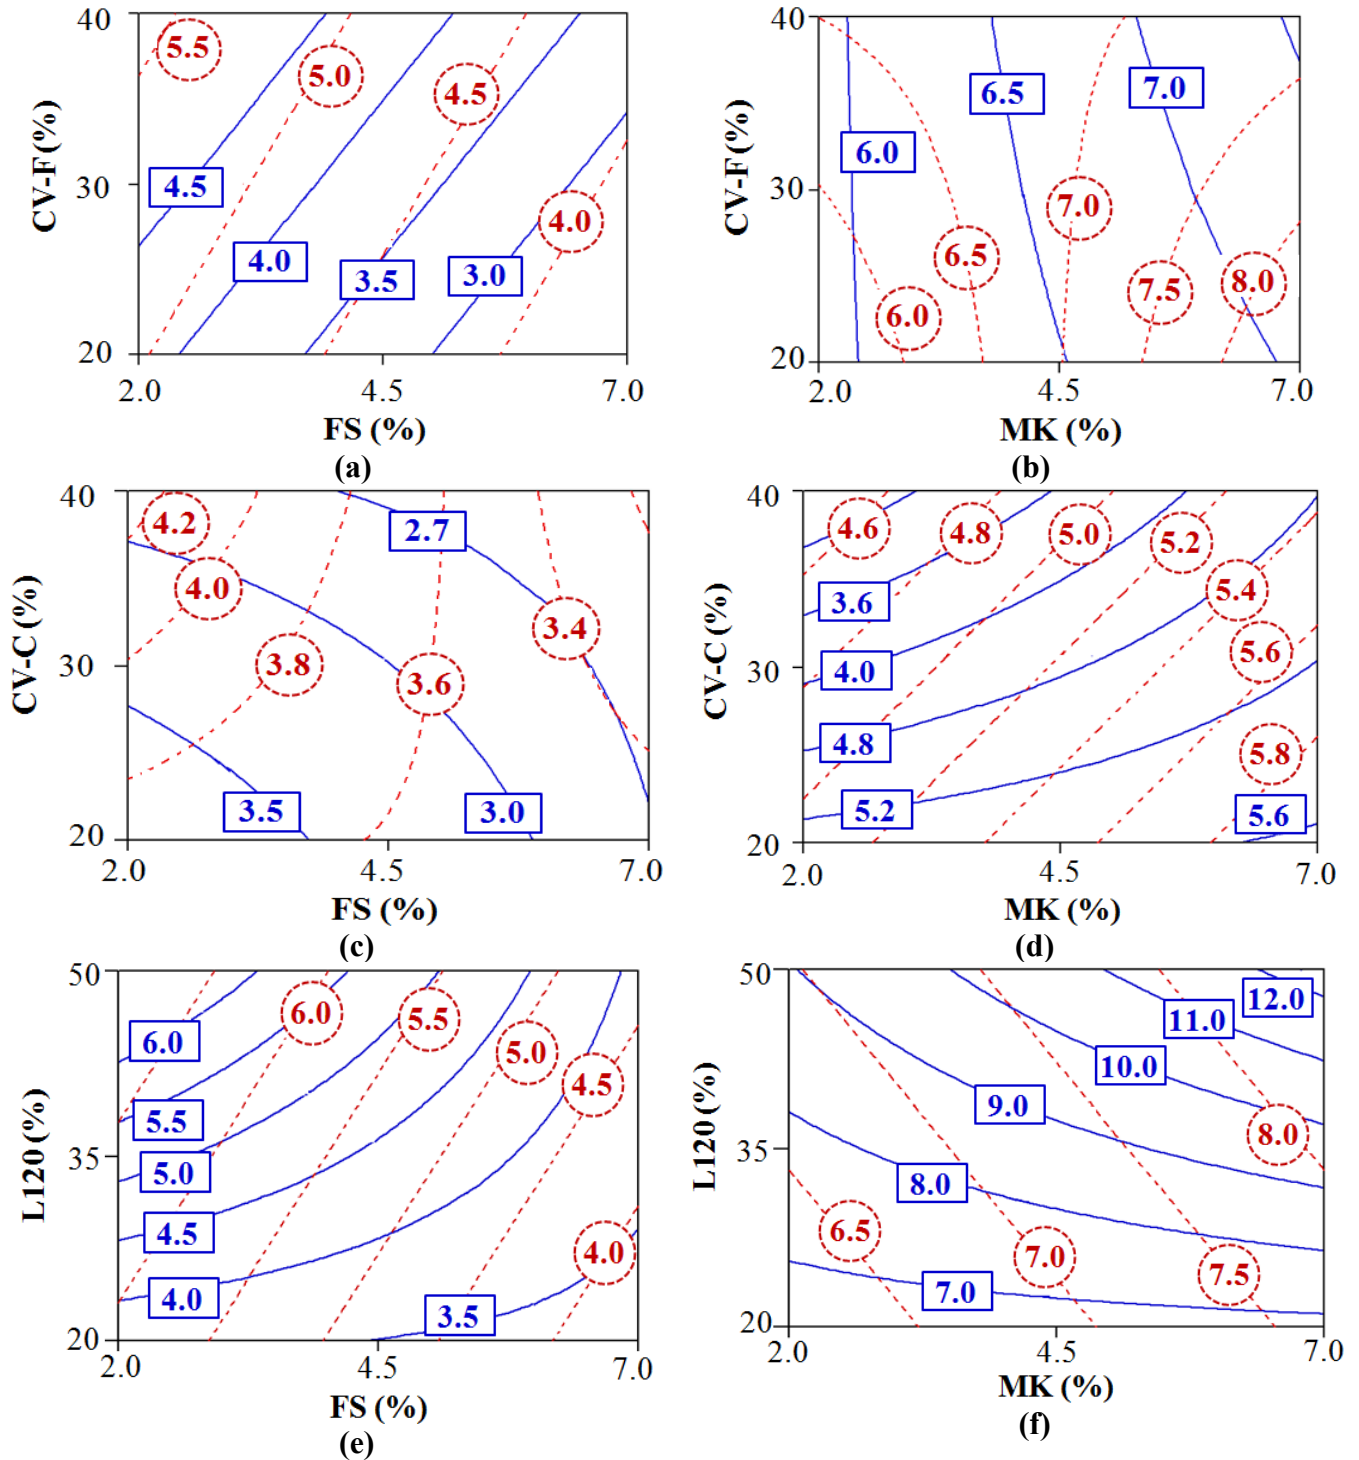 40 5.5 5.0 4.5
CV-F(%)
30 4.5 4.0
4.0 3.5 3.0
20
2.0 4.5 7.0
FS (%)
(a)
40 6.5 7.0
CV-F(%)
6.0
30 7.0
6.5 7.5 8.0
6.0
20
2.0 4.5 7.0
MK (%)
(b)
40 4.2 2.7
4.0
CV-C (%)
30 3.8 3.6 3.4
3.5 3.0
20
2.0 4.5 7.0
FS (%)
(c)
40 4.6 4.8 5.0 5.2
3.6 5.4
CV-C (%)
30 4.0 5.6
4.8 5.8
5.2 5.6
20
2.0 4.5 7.0
MK (%)
(d)
50 6.0 5.5
6.0 5.0
4.5
L120 (%)
5.5
35 5.0
4.5 4.0
4.0 3.5
20
2.0 4.5 7.0
FS (%)
(e)
50 12.0
11.0
10.0
L120 (%)
9.0
35 8.0
8.0
6.5 7.0 7.5
7.0
20
2.0 4.5 7.0
MK (%)
(f)